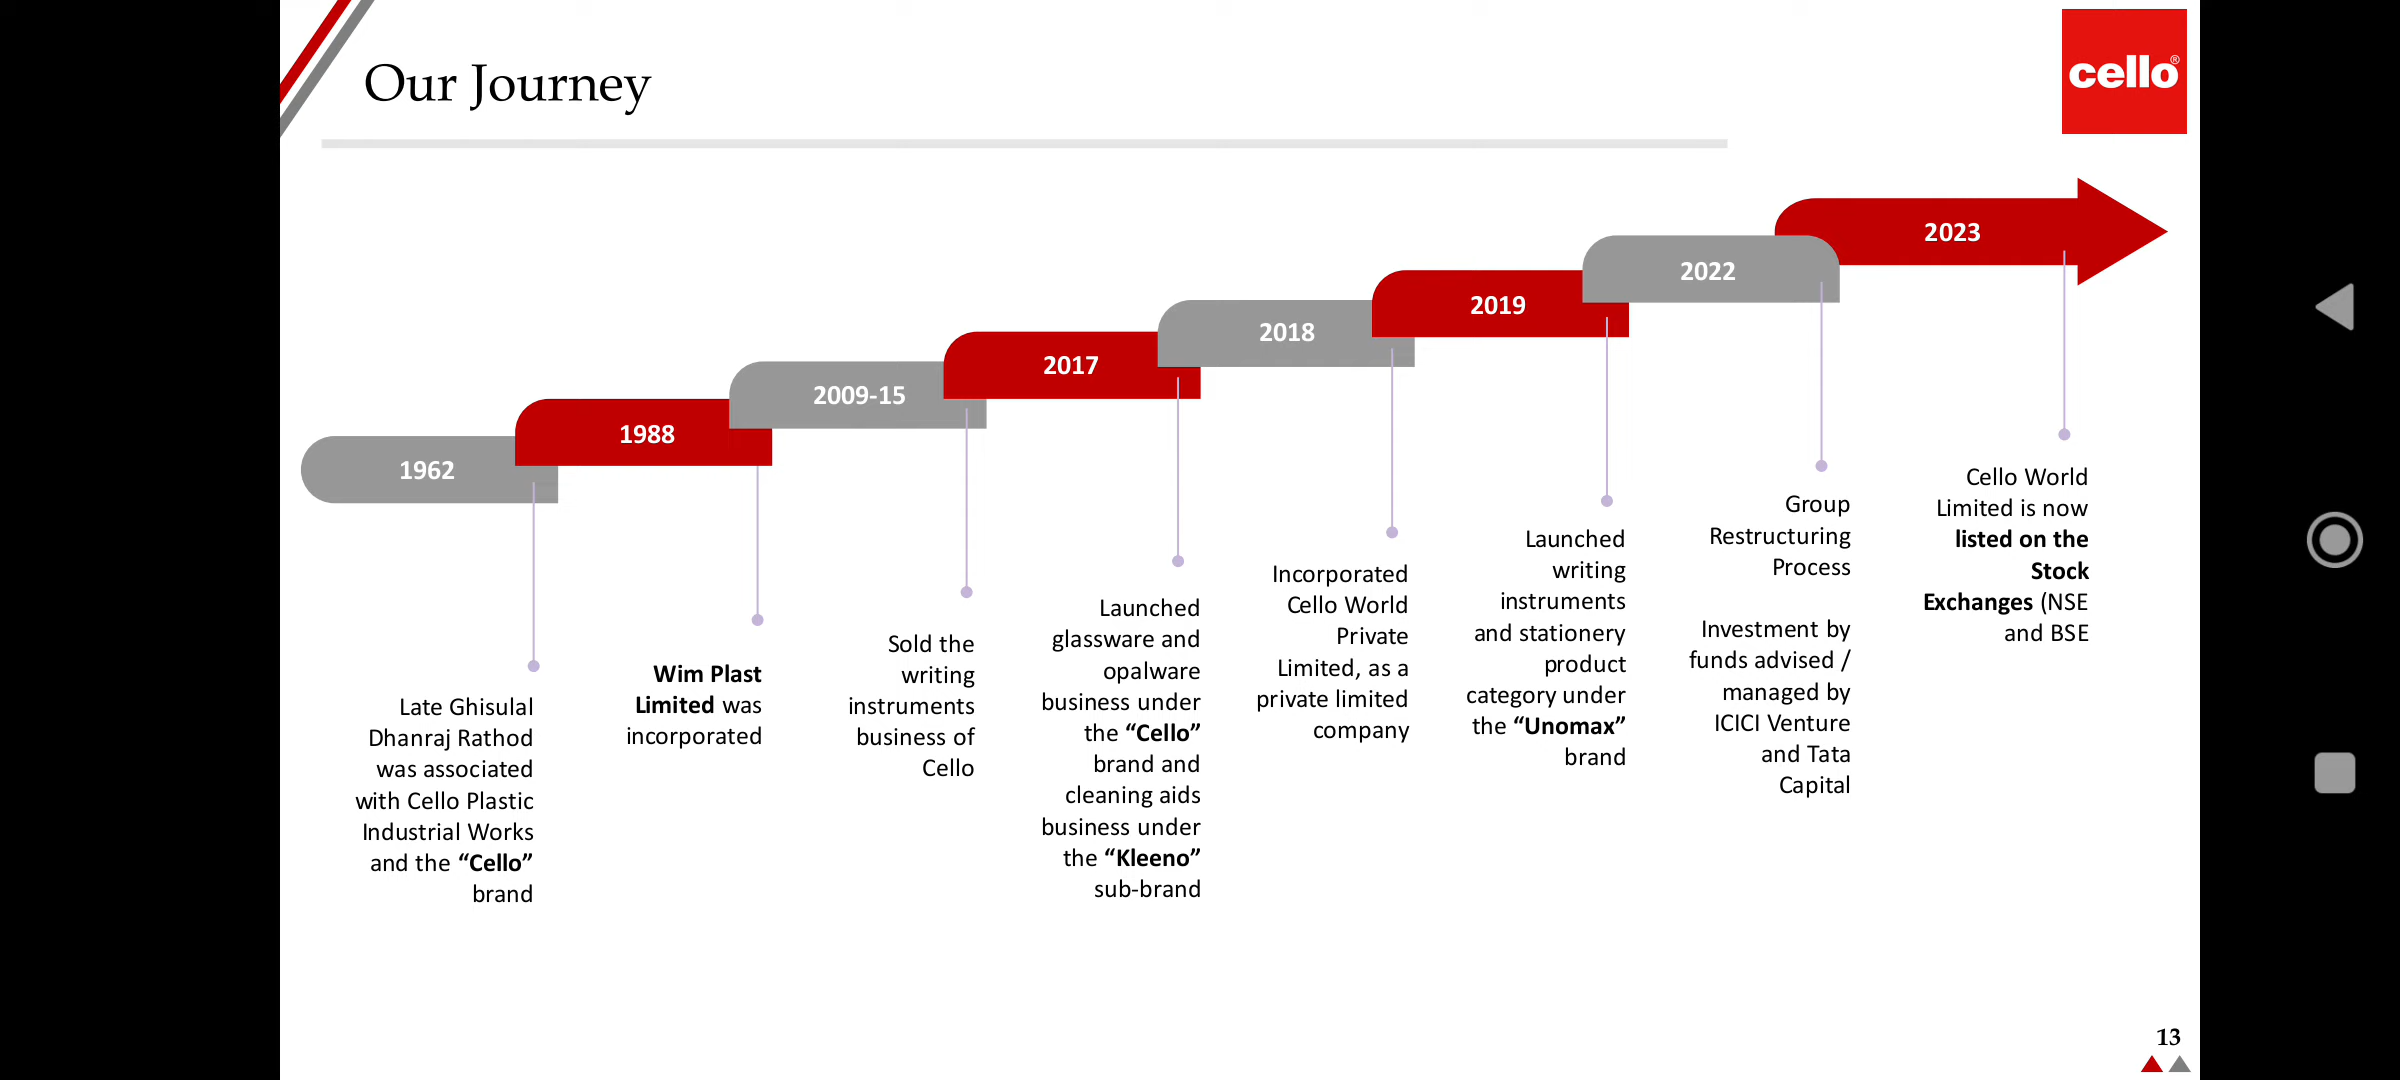 Our Journey
cello®
1962
1988
2009-15
2017
2018
2019
2022
2023
Late Ghisulal
Dhanraj Rathod
was associated
with Cello Plastic
Industrial Works
and the “Cello”
brand
Wim Plast
Limited was
incorporated
Sold the
writing
instruments
business of
Cello
Launched
glassware and
opalware
business under
the “Cello”
brand and
cleaning aids
business under
the “Kleeno”
sub-brand
Incorporated
Cello World
Private
Limited, as a
private limited
company
Launched
writing
instruments
and stationery
product
category under
the “Unomax”
brand
Group
Restructuring
Process
Investment by
funds advised /
managed by
ICICI Venture
and Tata
Capital
Cello World
Limited is now
listed on the
Stock
Exchanges (NSE
and BSE
13